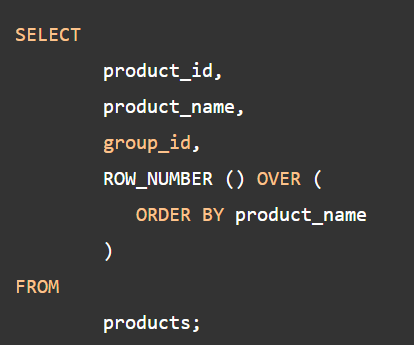 SELECT
product_id,
product_name,
group_id,
ROW_NUMBER () OVER (
ORDER BY product_name
)
FROM
products;